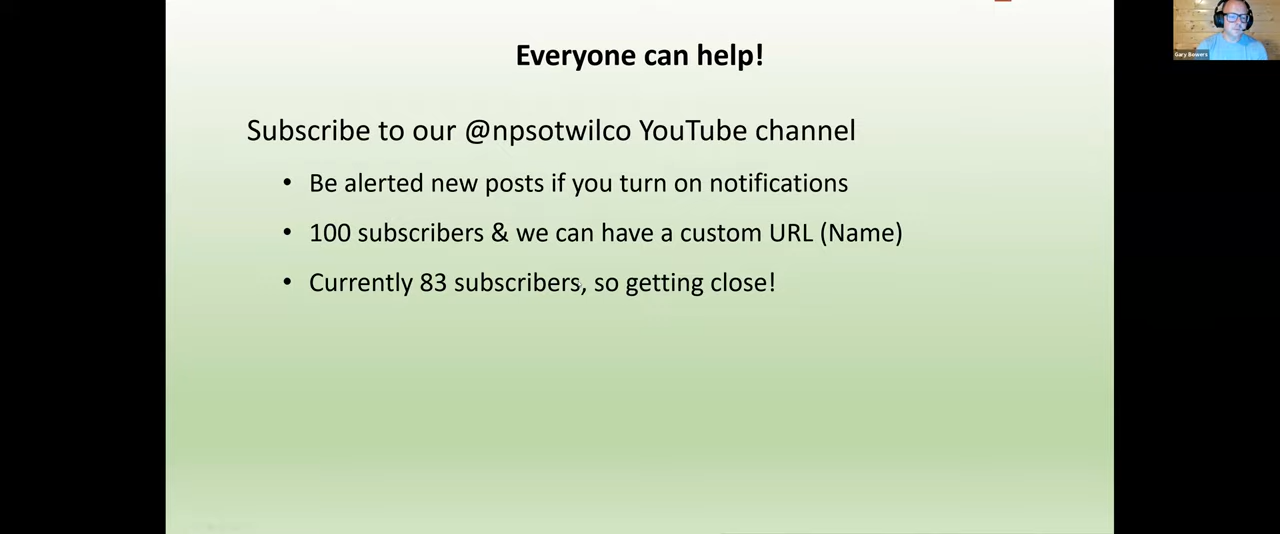 Everyone can help!
Subscribe to our @npsotwilco YouTube channel
• Be alerted new posts if you turn on notifications
• 100 subscribers & we can have a custom URL (Name)
• Currently 83 subscribers, so getting close!
Gary Bowers